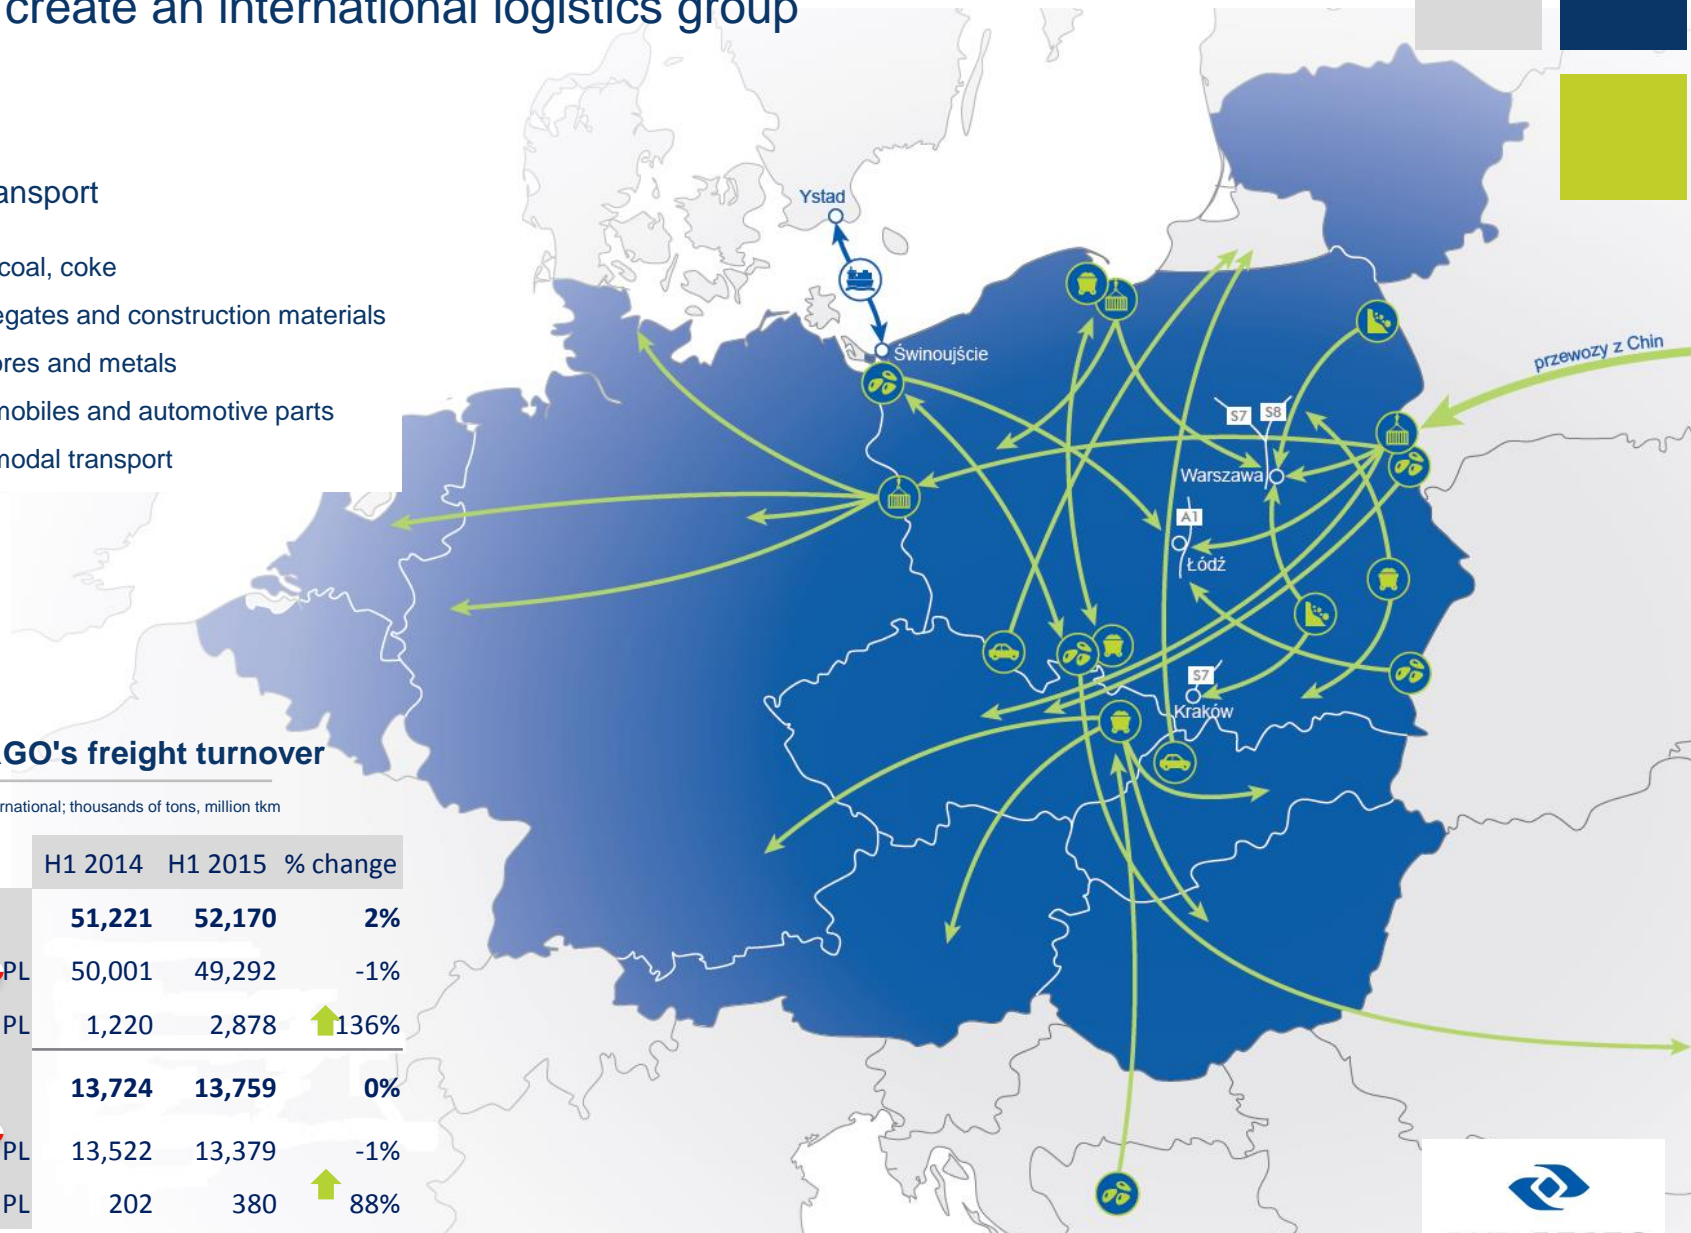 create an international logistics group
ansport
coal, coke
egates and construction materials
ores and metals
mobiles and automotive parts
modal transport
Ystad
Świnoujście
przewozy z Chin
S7 S8
Warszawa
A1
Łódź
S7
Kraków
GO's freight turnover
rnational; thousands of tons, million tkm
H1 2014 H1 2015 % change
51,221 52,170 2%
PL 50,001 49,292 -1%
PL 1,220 2,878 136%
13,724 13,759 0%
PL 13,522 13,379 -1%
PL 202 380 88%